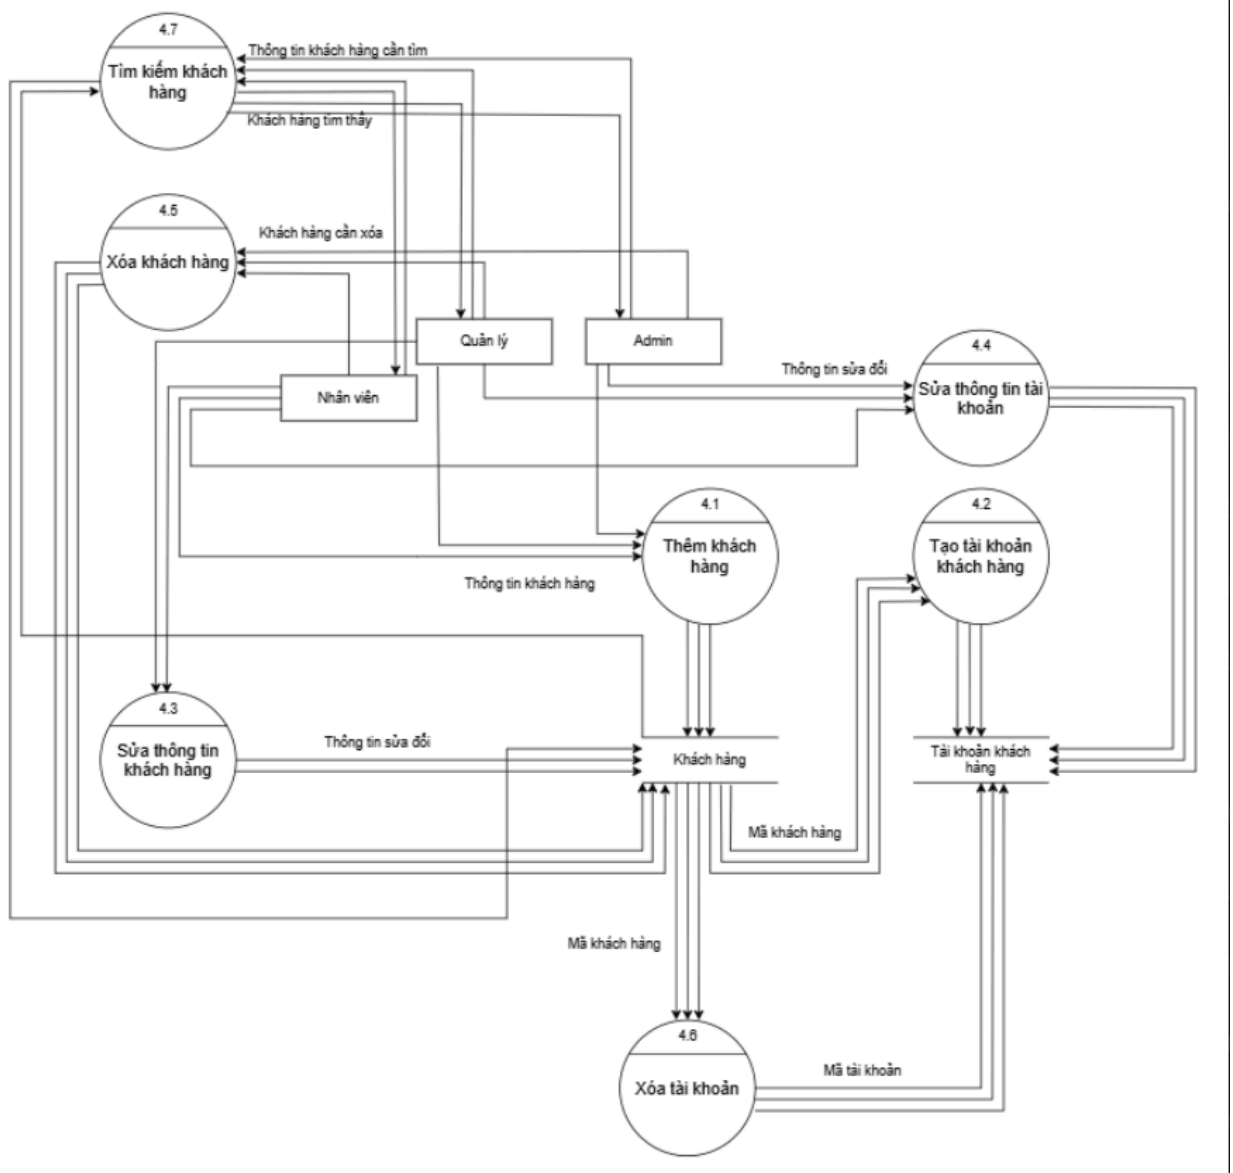 4.7
Tìm kiếm khách
hàng
Thông tin khách hàng cần tìm
Khách hàng tìm thấy
4.5
Xóa khách hàng
Khách hàng cần xóa
Quản lý
Admin
Nhân viên
4.4
Sửa thông tin tài
khoản
Thông tin sửa đổi
4.1
Thêm khách
hàng
4.2
Tạo tài khoản
khách hàng
Thông tin khách hàng
4.3
Sửa thông tin
khách hàng
Thông tin sửa đổi
Khách hàng
Tài khoản khách
hàng
Mã khách hàng
Mã khách hàng
4.6
Xóa tài khoản
Mã tài khoản